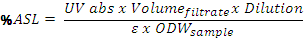 %ASL = UV abs x Volume_filtrate x Dilution
ε x ODW_sample